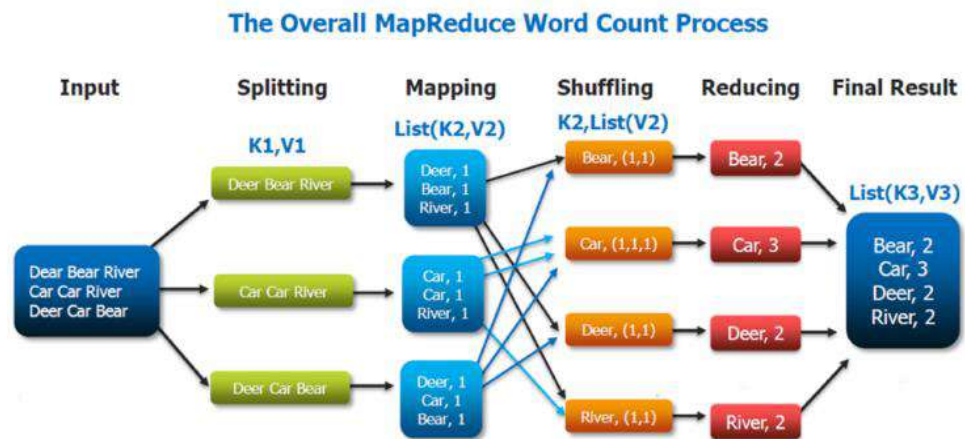 The Overall MapReduce Word Count Process
Input
Splitting
Mapping
Shuffling
Reducing
Final Result
K1,V1
List(K2,V2)
K2,List(V2)
List(K3,V3)
Dear Bear River
Car Car River
Deer Car Bear
Deer Bear River
Car Car River
Deer Car Bear
Deer, 1
Bear, 1
River, 1
Car, 1
Car, 1
River, 1
Deer, 1
Car, 1
Bear, 1
Bear, (1,1)
Car, (1,1,1)
Deer, (1,1)
River, (1,1)
Bear, 2
Car, 3
Deer, 2
River, 2
Bear, 2
Car, 3
Deer, 2
River, 2